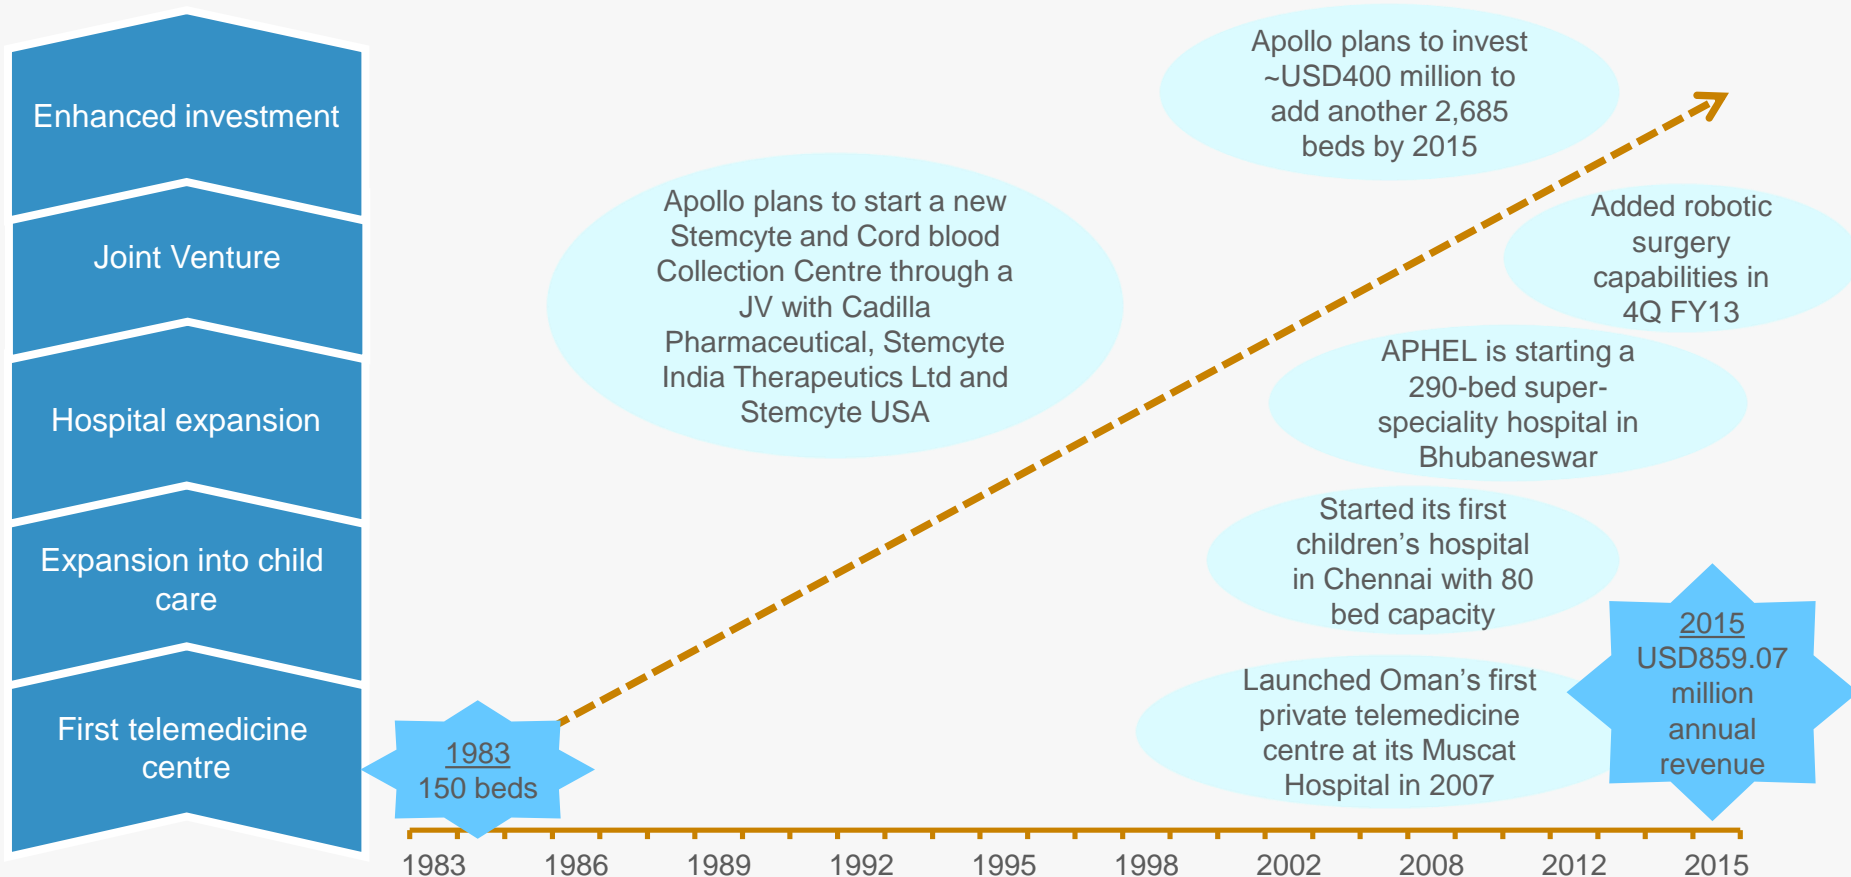 Enhanced investment
Joint Venture
Hospital expansion
Expansion into child
care
First telemedicine
centre
Apollo plans to start a new
Stemcyte and Cord blood
Collection Centre through a
JV with Cadilla
Pharmaceutical, Stemcyte
India Therapeutics Ltd and
Stemcyte USA
Apollo plans to invest
~USD400 million to
add another 2,685
beds by 2015
Added robotic
surgery
capabilities in
4Q FY13
APHEL is starting a
290-bed super-
speciality hospital in
Bhubaneswar
Started its first
children’s hospital
in Chennai with 80
bed capacity
Launched Oman’s first
private telemedicine
centre at its Muscat
Hospital in 2007
1983
150 beds
2015
USD859.07
million
annual
revenue
1983 1986 1989 1992 1995 1998 2002 2008 2012 2015